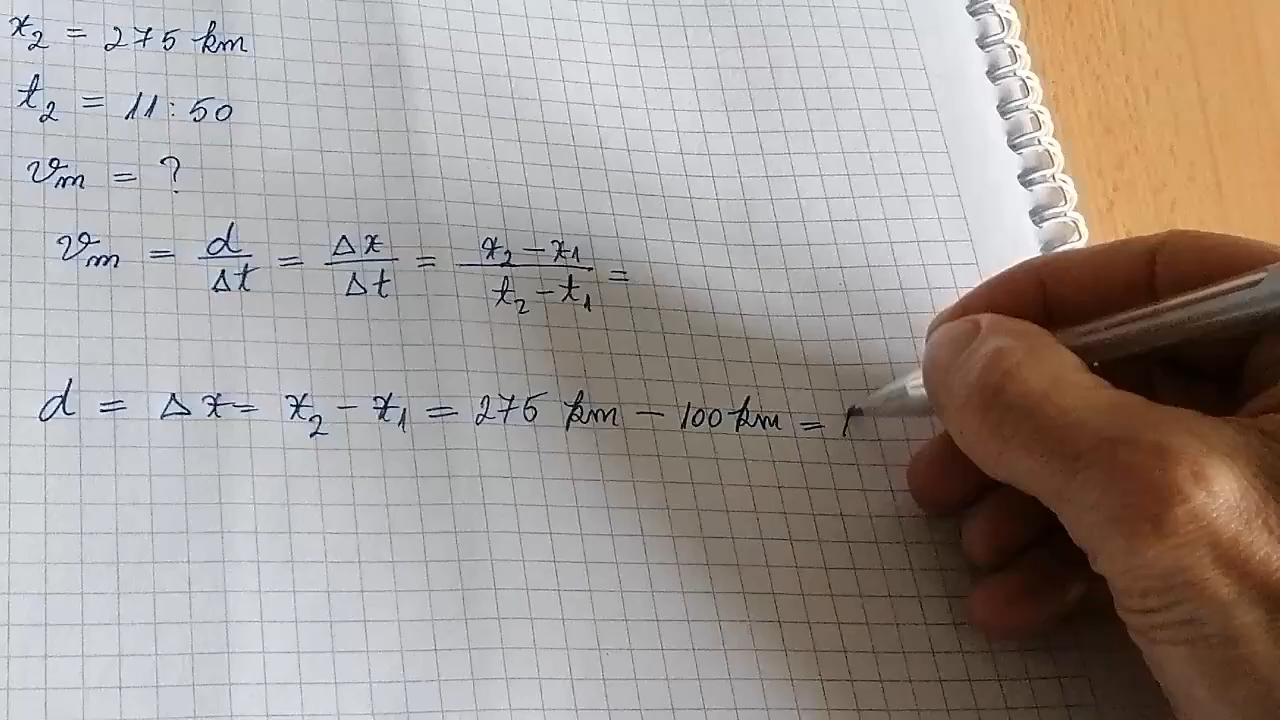 x₂ = 275 km
t₂ = 11:50
vₘ = ?
vₘ = d/Δt = Δx/Δt = (x₂ − x₁)/(t₂ − t₁) =
d = Δx = x₂ − x₁ = 275 km − 100 km = 1